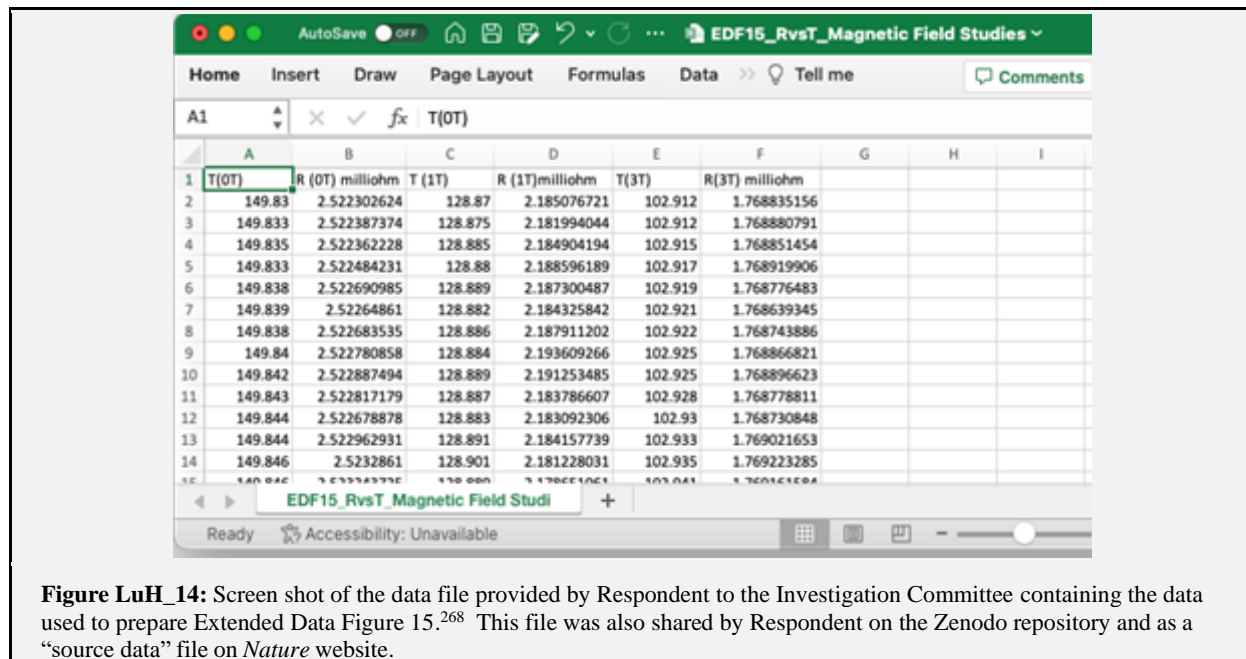 AutoSave OFF ... EDF15_RvsT_Magnetic Field Studies
Home Insert Draw Page Layout Formulas Data >> Tell me Comments
A1 fx T(0T)
A B C D E F G H I
1 T(0T) R (0T) milliohm T (1T) R (1T)milliohm T(3T) R(3T) milliohm
2 149.83 2.522302624 128.87 2.185076721 102.912 1.768835156
3 149.833 2.522387374 128.875 2.181994044 102.912 1.768880791
4 149.835 2.522362228 128.885 2.184904194 102.915 1.768851454
5 149.833 2.522484231 128.88 2.188596189 102.917 1.768919906
6 149.838 2.522690985 128.889 2.187300487 102.919 1.768776483
7 149.839 2.52264861 128.882 2.184325842 102.921 1.768639345
8 149.838 2.522683535 128.886 2.187911202 102.922 1.768743886
9 149.84 2.522780858 128.884 2.193609266 102.925 1.768866821
10 149.842 2.522887494 128.889 2.191253485 102.925 1.768896623
11 149.843 2.522817179 128.887 2.183786607 102.928 1.768778811
12 149.844 2.522678878 128.883 2.183092306 102.93 1.768730848
13 149.844 2.522962931 128.891 2.184157739 102.933 1.769021653
14 149.846 2.5232861 128.901 2.181228031 102.935 1.769223285
EDF15_RvsT_Magnetic Field Studi +
Ready Accessibility: Unavailable
Figure LuH_14: Screen shot of the data file provided by Respondent to the Investigation Committee containing the data
used to prepare Extended Data Figure 15.268 This file was also shared by Respondent on the Zenodo repository and as a
“source data” file on Nature website.